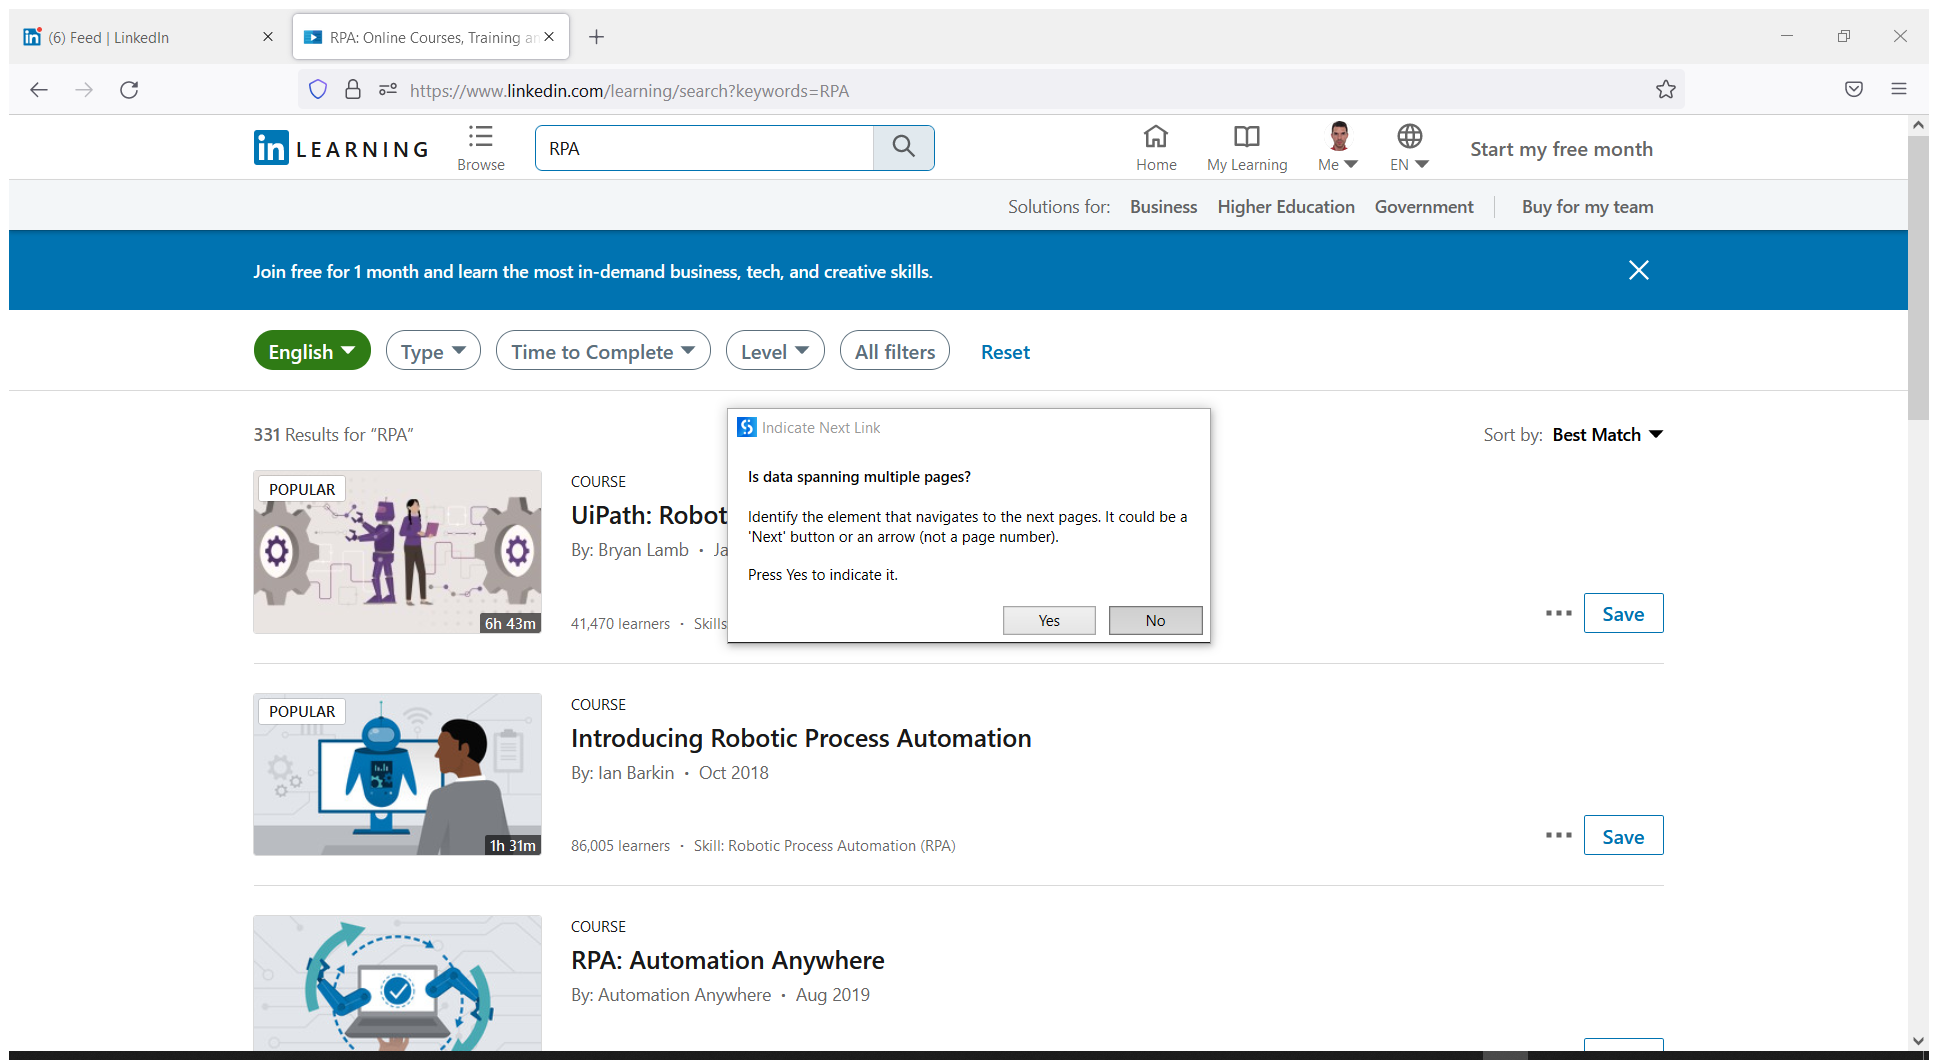 (6) Feed | LinkedIn
RPA: Online Courses, Training an
https://www.linkedin.com/learning/search?keywords=RPA
in LEARNING
Browse
RPA
Home
My Learning
Me
EN
Start my free month
Solutions for: Business Higher Education Government Buy for my team
Join free for 1 month and learn the most in-demand business, tech, and creative skills.
English Type Time to Complete Level All filters Reset
331 Results for “RPA”
Sort by: Best Match
Indicate Next Link
Is data spanning multiple pages?
Identify the element that navigates to the next pages. It could be a
'Next' button or an arrow (not a page number).
Press Yes to indicate it.
Yes No
POPULAR
6h 43m
COURSE
UiPath: Robot
By: Bryan Lamb • Ja
41,470 learners • Skills
Save
POPULAR
1h 31m
COURSE
Introducing Robotic Process Automation
By: Ian Barkin • Oct 2018
86,005 learners • Skill: Robotic Process Automation (RPA)
Save
COURSE
RPA: Automation Anywhere
By: Automation Anywhere • Aug 2019